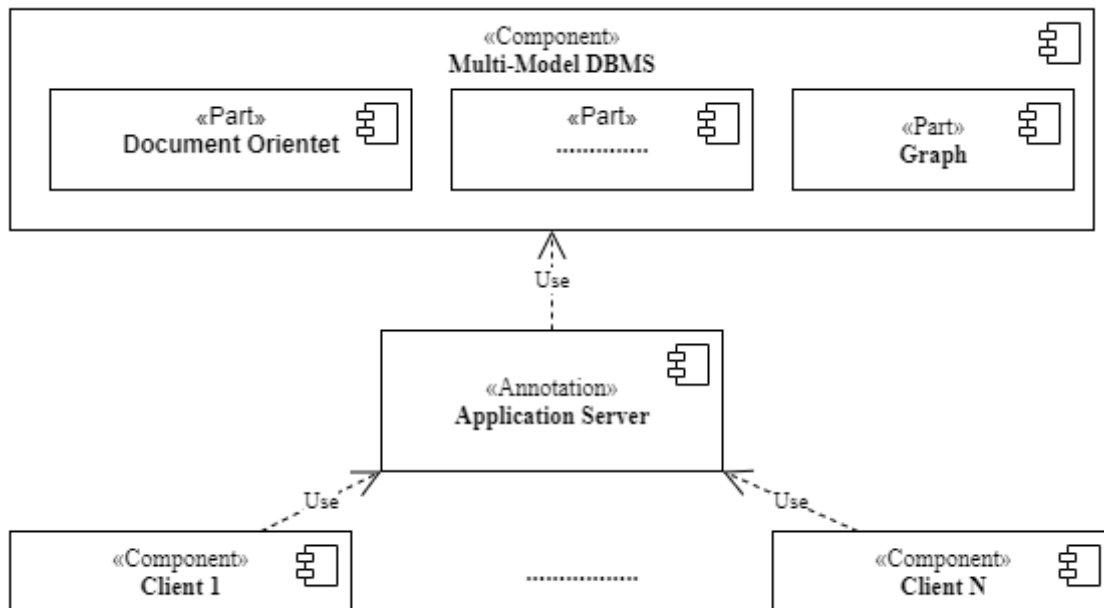 «Component»
Multi-Model DBMS
«Part»
Document Orientet
«Part»
..............
«Part»
Graph
Use
«Annotation»
Application Server
Use
Use
«Component»
Client 1
.................
«Component»
Client N